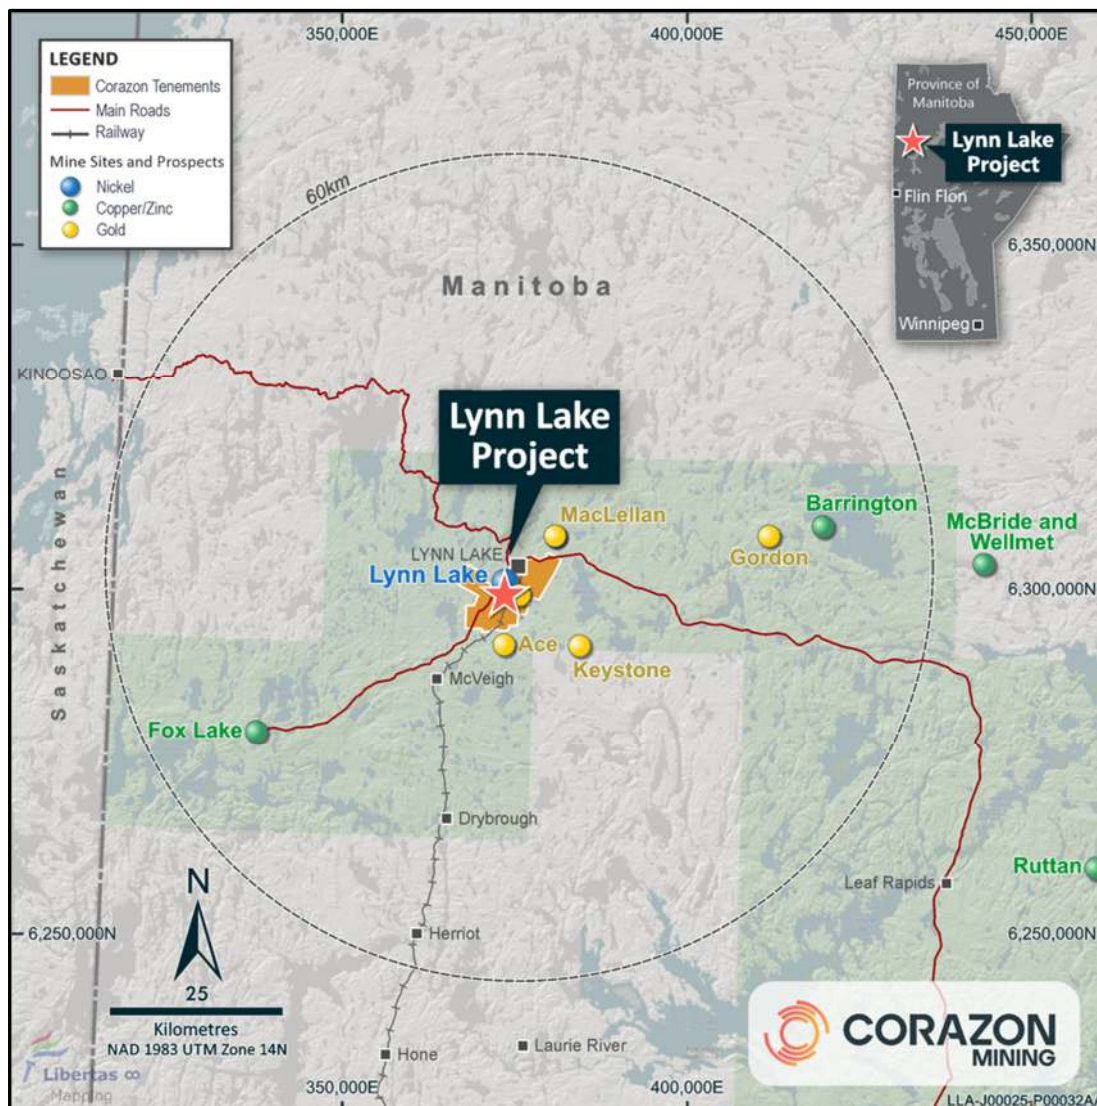 350,000E
400,000E
450,000E
LEGEND
Corazon Tenements
Main Roads
Railway
Mine Sites and Prospects
Nickel
Copper/Zinc
Gold
Province of
Manitoba
Lynn Lake
Project
Flin Flon
Winnipeg
60km
6,350,000N
Manitoba
KINOOSAO
Lynn Lake
Project
Saskatchewan
MacLellan
Barrington
Gordon
McBride and
Wellmet
LYNN LAKE
Lynn Lake
6,300,000N
Ace
Keystone
McVeigh
Fox Lake
Drybrough
Leaf Rapids
Ruttan
N
6,250,000N
Herriot
6,250,000N
25
Kilometres
NAD 1983 UTM Zone 14N
Hone
Laurie River
CORAZON
MINING
Libertas ∞
Mapping
350,000E
400,000E
LLA-J00025-P00032AA